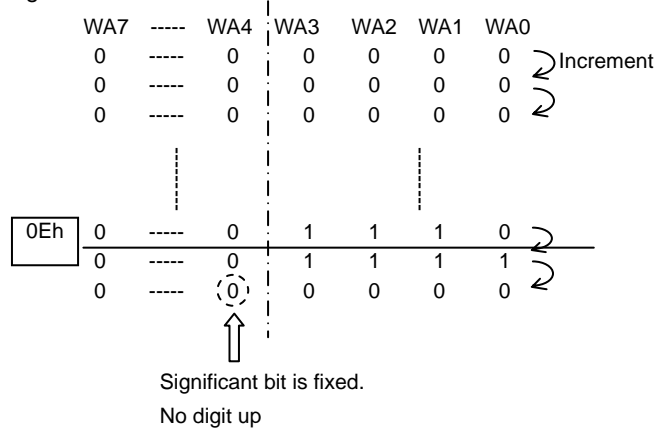 WA7 ----- WA4 WA3 WA2 WA1 WA0
0 ----- 0 0 0 0 0 Increment
0 ----- 0 0 0 0 0
0 ----- 0 0 0 0 0
0Eh 0 ----- 0 1 1 1 0
0 ----- 0 1 1 1 1
0 ----- 0 0 0 0 0
Significant bit is fixed.
No digit up